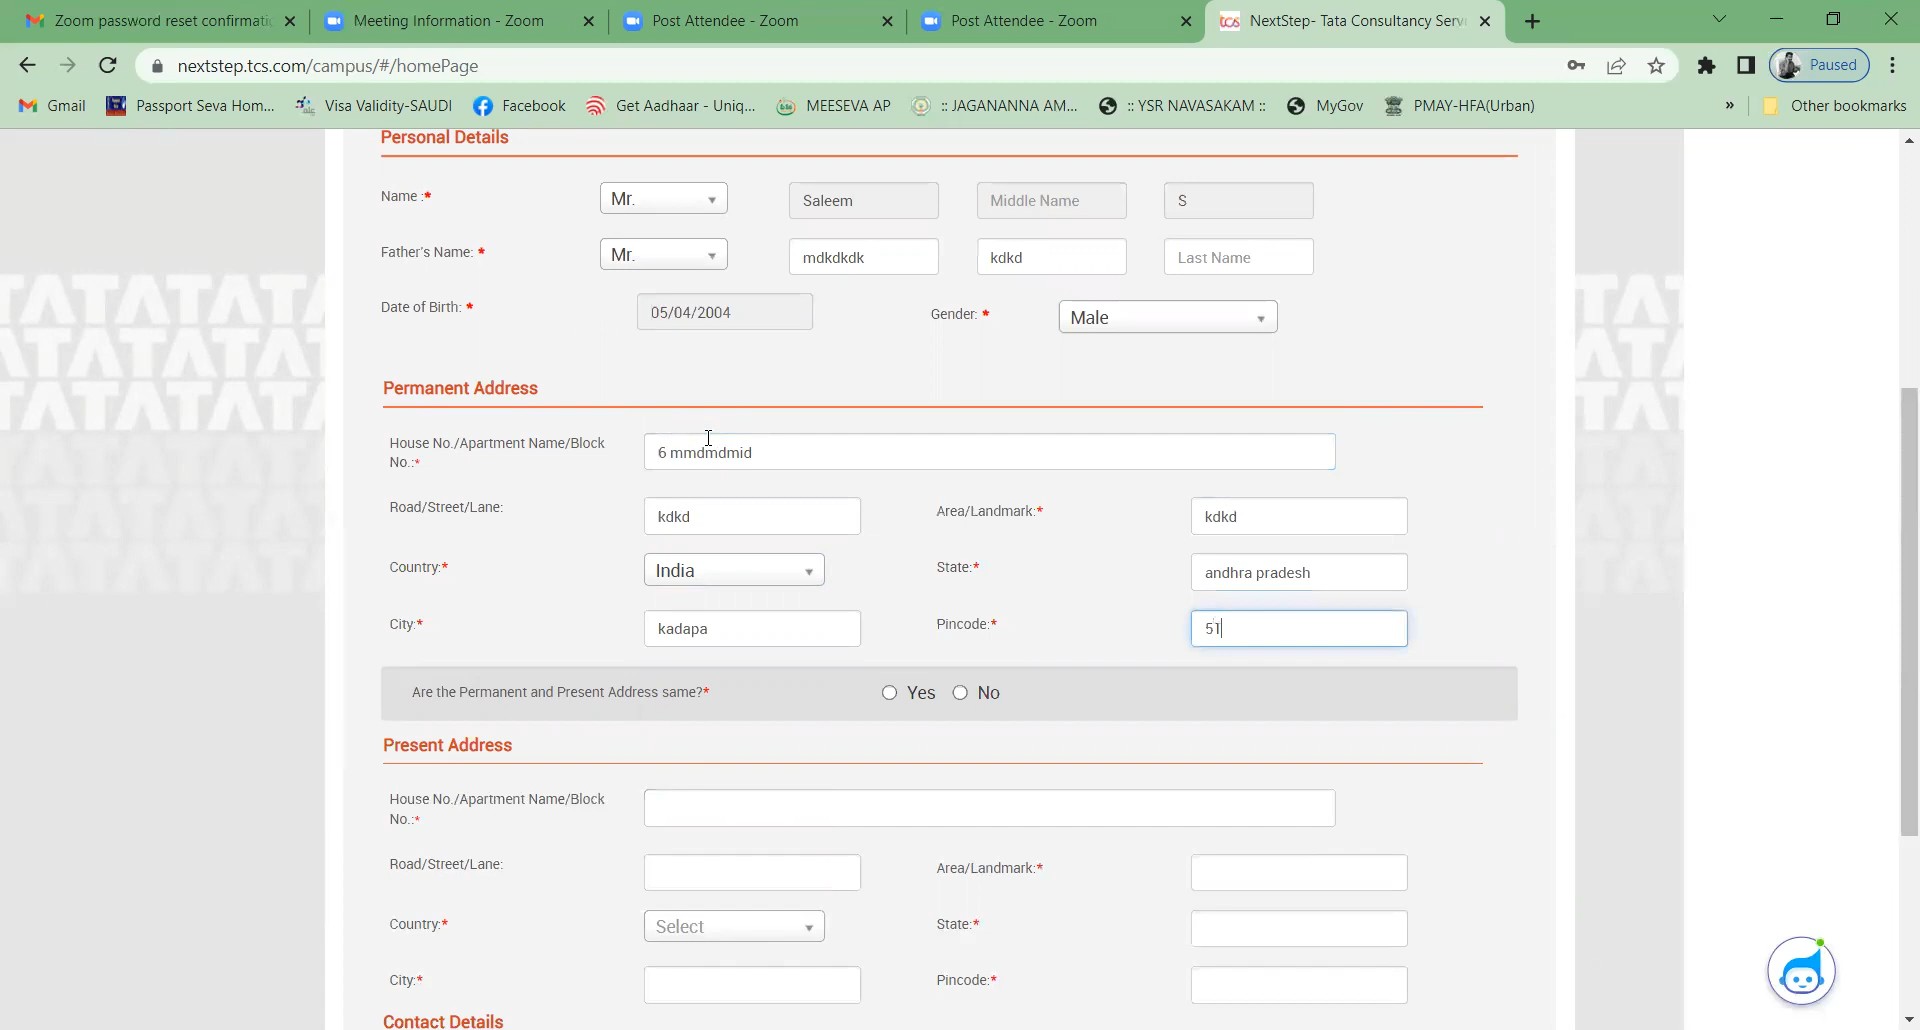 Zoom password reset confirmati
Meeting Information - Zoom
Post Attendee - Zoom
Post Attendee - Zoom
tcs NextStep- Tata Consultancy Serv
nextstep.tcs.com/campus/#/homePage
Paused
Gmail
Passport Seva Hom...
Visa Validity-SAUDI
Facebook
Get Aadhaar - Uniq...
MEESEVA AP
:: JAGANANNA AM...
:: YSR NAVASAKAM ::
MyGov
PMAY-HFA(Urban)
»
Other bookmarks
Personal Details
Name :* Mr. Saleem Middle Name S
Father's Name: * Mr. mdkdkdk kdkd Last Name
Date of Birth: * 05/04/2004 Gender: * Male
Permanent Address
House No./Apartment Name/Block
No.:*
6 mmdmdmid
Road/Street/Lane: kdkd Area/Landmark:* kdkd
Country:* India State:* andhra pradesh
City:* kadapa Pincode:* 51
Are the Permanent and Present Address same?* Yes No
Present Address
House No./Apartment Name/Block
No.:*
Road/Street/Lane: Area/Landmark:*
Country:* Select State:*
City:* Pincode:*
Contact Details